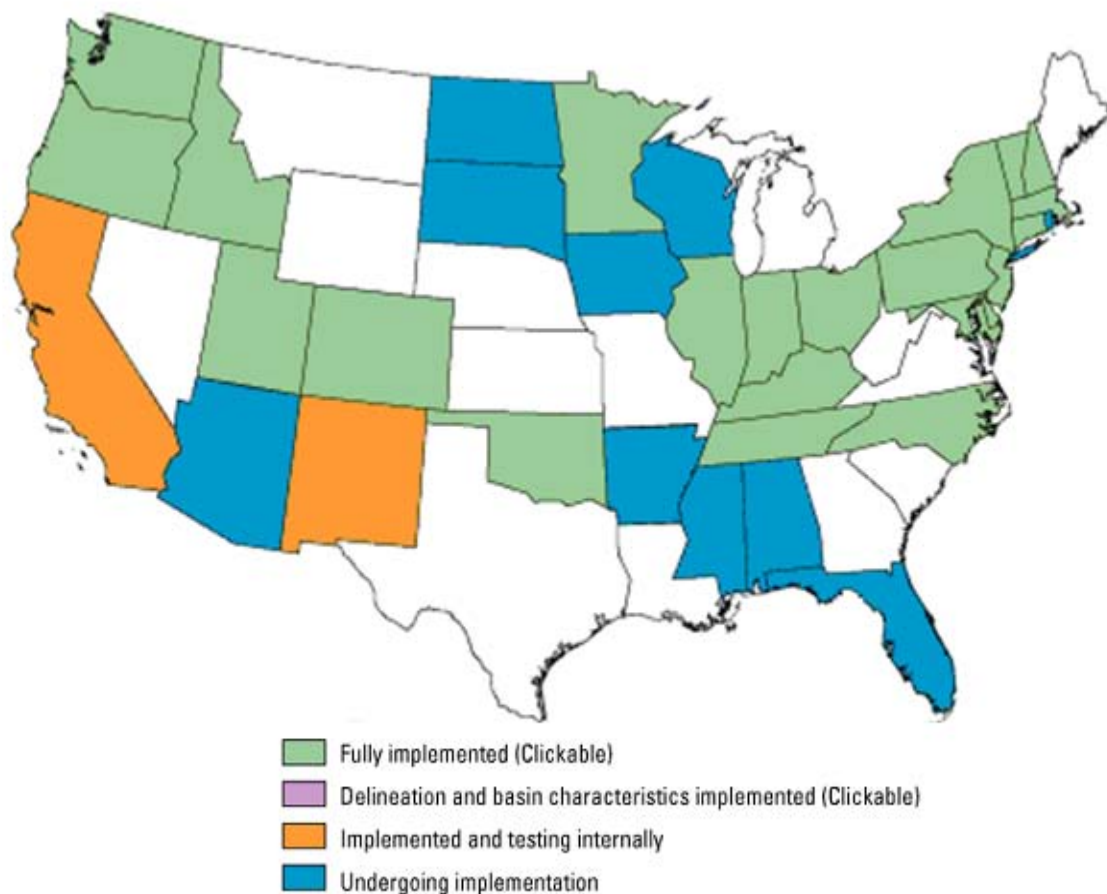 Fully implemented (Clickable)
Delineation and basin characteristics implemented (Clickable)
Implemented and testing internally
Undergoing implementation